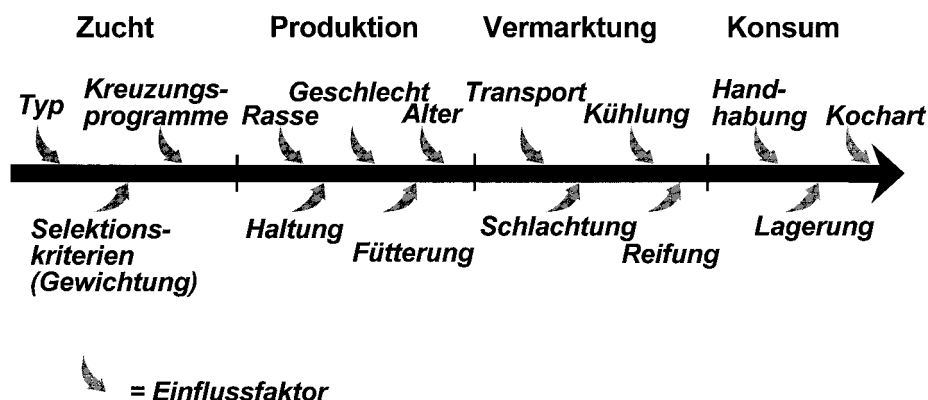 Zucht Produktion Vermarktung Konsum
Typ Kreuzungs-
programme Rasse Geschlecht Alter Transport Kühlung Hand-
habung Kochart
Selektions-
kriterien
(Gewichtung)
Haltung Fütterung Schlachtung Reifung Lagerung
= Einflussfaktor